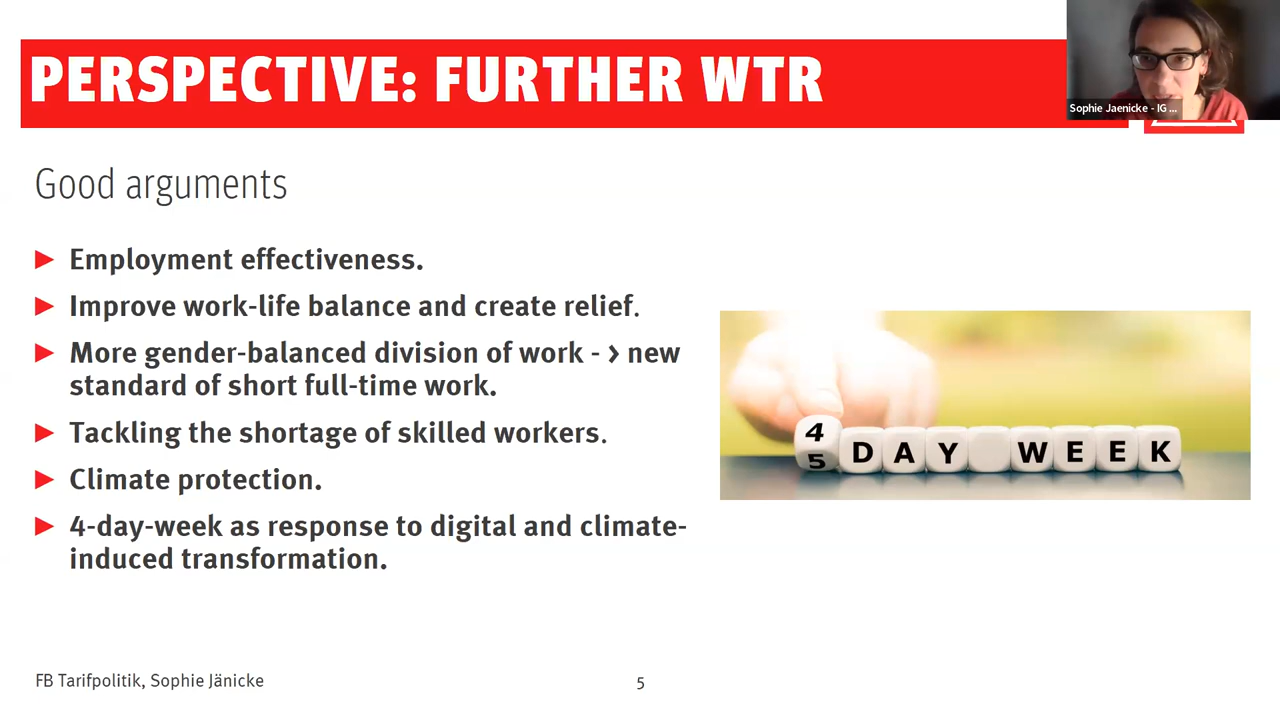 PERSPECTIVE: FURTHER WTR
Sophie Jaenicke - IG ...
Good arguments
Employment effectiveness.
Improve work-life balance and create relief.
More gender-balanced division of work - > new
standard of short full-time work.
Tackling the shortage of skilled workers.
Climate protection.
4-day-week as response to digital and climate-
induced transformation.
4
5 DAY WEEK
FB Tarifpolitik, Sophie Jänicke
5